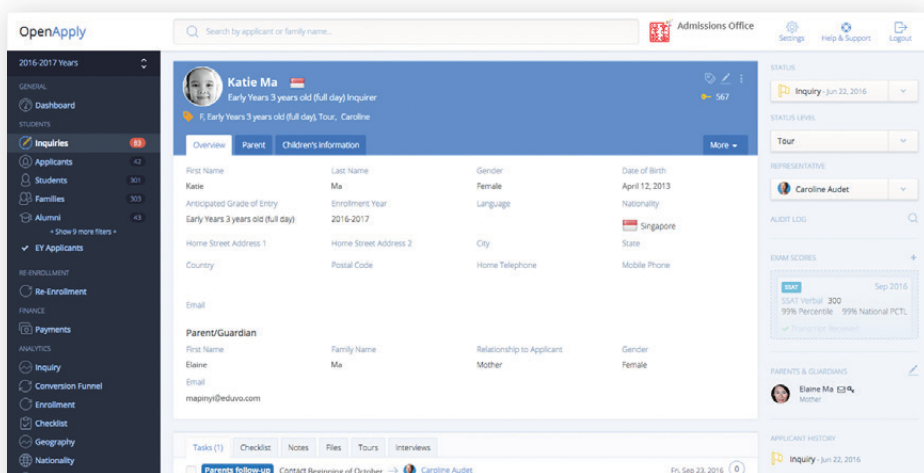 OpenApply
Search by applicant or family name...
Admissions Office
Settings
Help & Support
Logout
2016-2017 Years
GENERAL
Dashboard
STUDENTS
Inquiries 83
Applicants 42
Students 301
Families 303
Alumni 43
+ Show 9 more filters +
EY Applicants
RE-ENROLLMENT
Re-Enrollment
FINANCE
Payments
ANALYTICS
Inquiry
Conversion Funnel
Enrollment
Checklist
Geography
Nationality
Katie Ma
Early Years 3 years old (full day) Inquirer
567
F, Early Years 3 years old (full day), Tour, Caroline
Overview Parent Children's information More
First Name Last Name Gender Date of Birth
Katie Ma Female April 12, 2013
Anticipated Grade of Entry Enrollment Year Language Nationality
Early Years 3 years old (full day) 2016-2017 Singapore
Home Street Address 1 Home Street Address 2 City State
Country Postal Code Home Telephone Mobile Phone
Email
Parent/Guardian
First Name Family Name Relationship to Applicant Gender
Elaine Ma Mother Female
Email
mapinyi@eduvo.com
Tasks (1) Checklist Notes Files Tours Interviews
Parents follow-up Contact Beginning of October → Caroline Audet Fri, Sep 23, 2016 0
STATUS
Inquiry - Jun 22, 2016
STATUS LEVEL
Tour
REPRESENTATIVE
Caroline Audet
AUDIT LOG
EXAM SCORES +
SSAT Sep 2016
SSAT Verbal 300
99% Percentile 99% National PCTL
Transcript Received
PARENTS & GUARDIANS
Elaine Ma
Mother
APPLICANT HISTORY
Inquiry - Jun 22, 2016